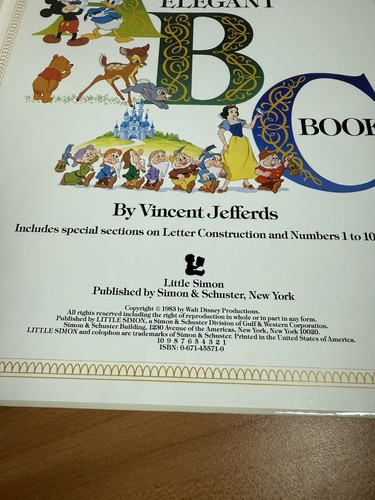 ELEGANT
A
B
C
BOOK
By Vincent Jefferds
Includes special sections on Letter Construction and Numbers 1 to 10
Little Simon
Published by Simon & Schuster, New York
Copyright © 1983 by Walt Disney Productions.
All rights reserved including the right of reproduction in whole or in part in any form.
Published by LITTLE SIMON, a Simon & Schuster Division of Gulf & Western Corporation.
Simon & Schuster Building, 1230 Avenue of the Americas, New York, New York 10020.
LITTLE SIMON and colophon are trademarks of Simon & Schuster. Printed in the United States of America.
10 9 8 7 6 5 4 3 2 1
ISBN: 0-671-45571-0